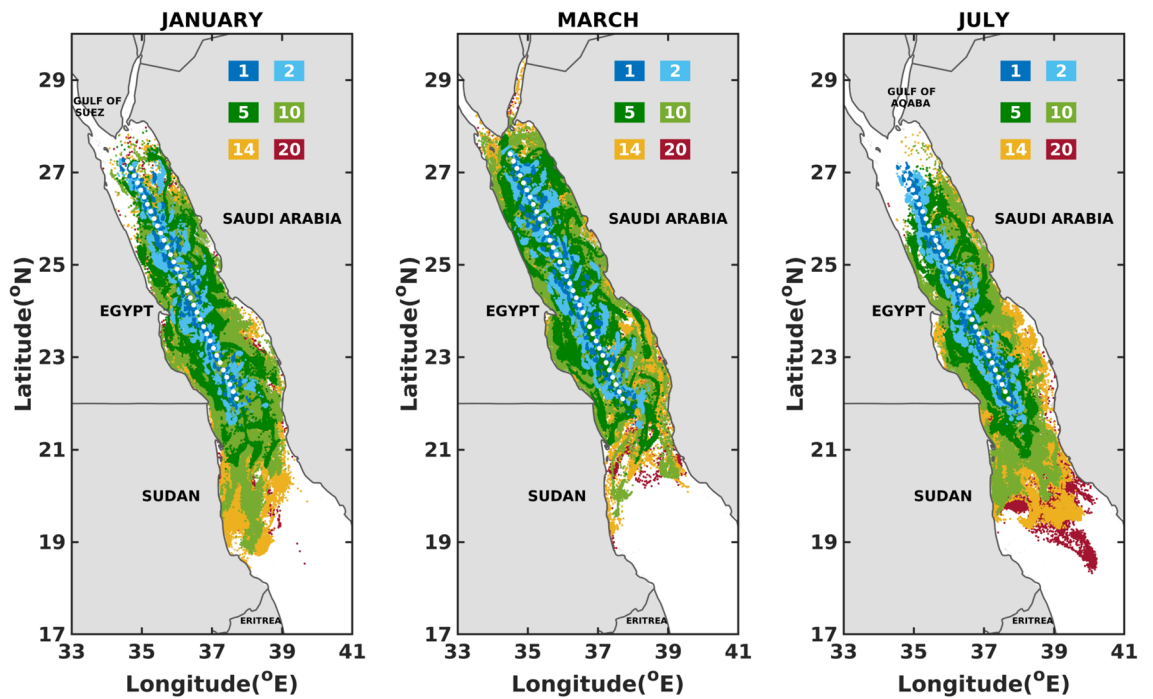 JANUARY
29
27
25
23
21
19
17
33
35
37
39
41
Latitude(°N)
Longitude(°E)
GULF OF
SUEZ
1 2
5 10
14 20
SAUDI ARABIA
EGYPT
SUDAN
ERITREA
MARCH
29
27
25
23
21
19
17
33
35
37
39
41
Latitude(°N)
Longitude(°E)
1 2
5 10
14 20
SAUDI ARABIA
EGYPT
SUDAN
ERITREA
JULY
29
27
25
23
21
19
17
33
35
37
39
41
Latitude(°N)
Longitude(°E)
GULF OF
AQABA
1 2
5 10
14 20
SAUDI ARABIA
EGYPT
SUDAN
ERITREA